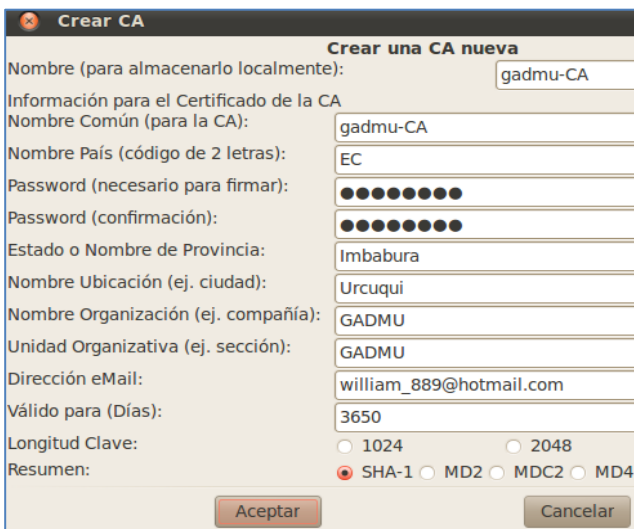 Crear CA
Crear una CA nueva
Nombre (para almacenarlo localmente): gadmu-CA
Información para el Certificado de la CA
Nombre Común (para la CA): gadmu-CA
Nombre País (código de 2 letras): EC
Password (necesario para firmar): ●●●●●●●●
Password (confirmación): ●●●●●●●●
Estado o Nombre de Provincia: Imbabura
Nombre Ubicación (ej. ciudad): Urcuqui
Nombre Organización (ej. compañía): GADMU
Unidad Organizativa (ej. sección): GADMU
Dirección eMail: william_889@hotmail.com
Válido para (Días): 3650
Longitud Clave: 1024 2048
Resumen: SHA-1 MD2 MDC2 MD4
Aceptar Cancelar